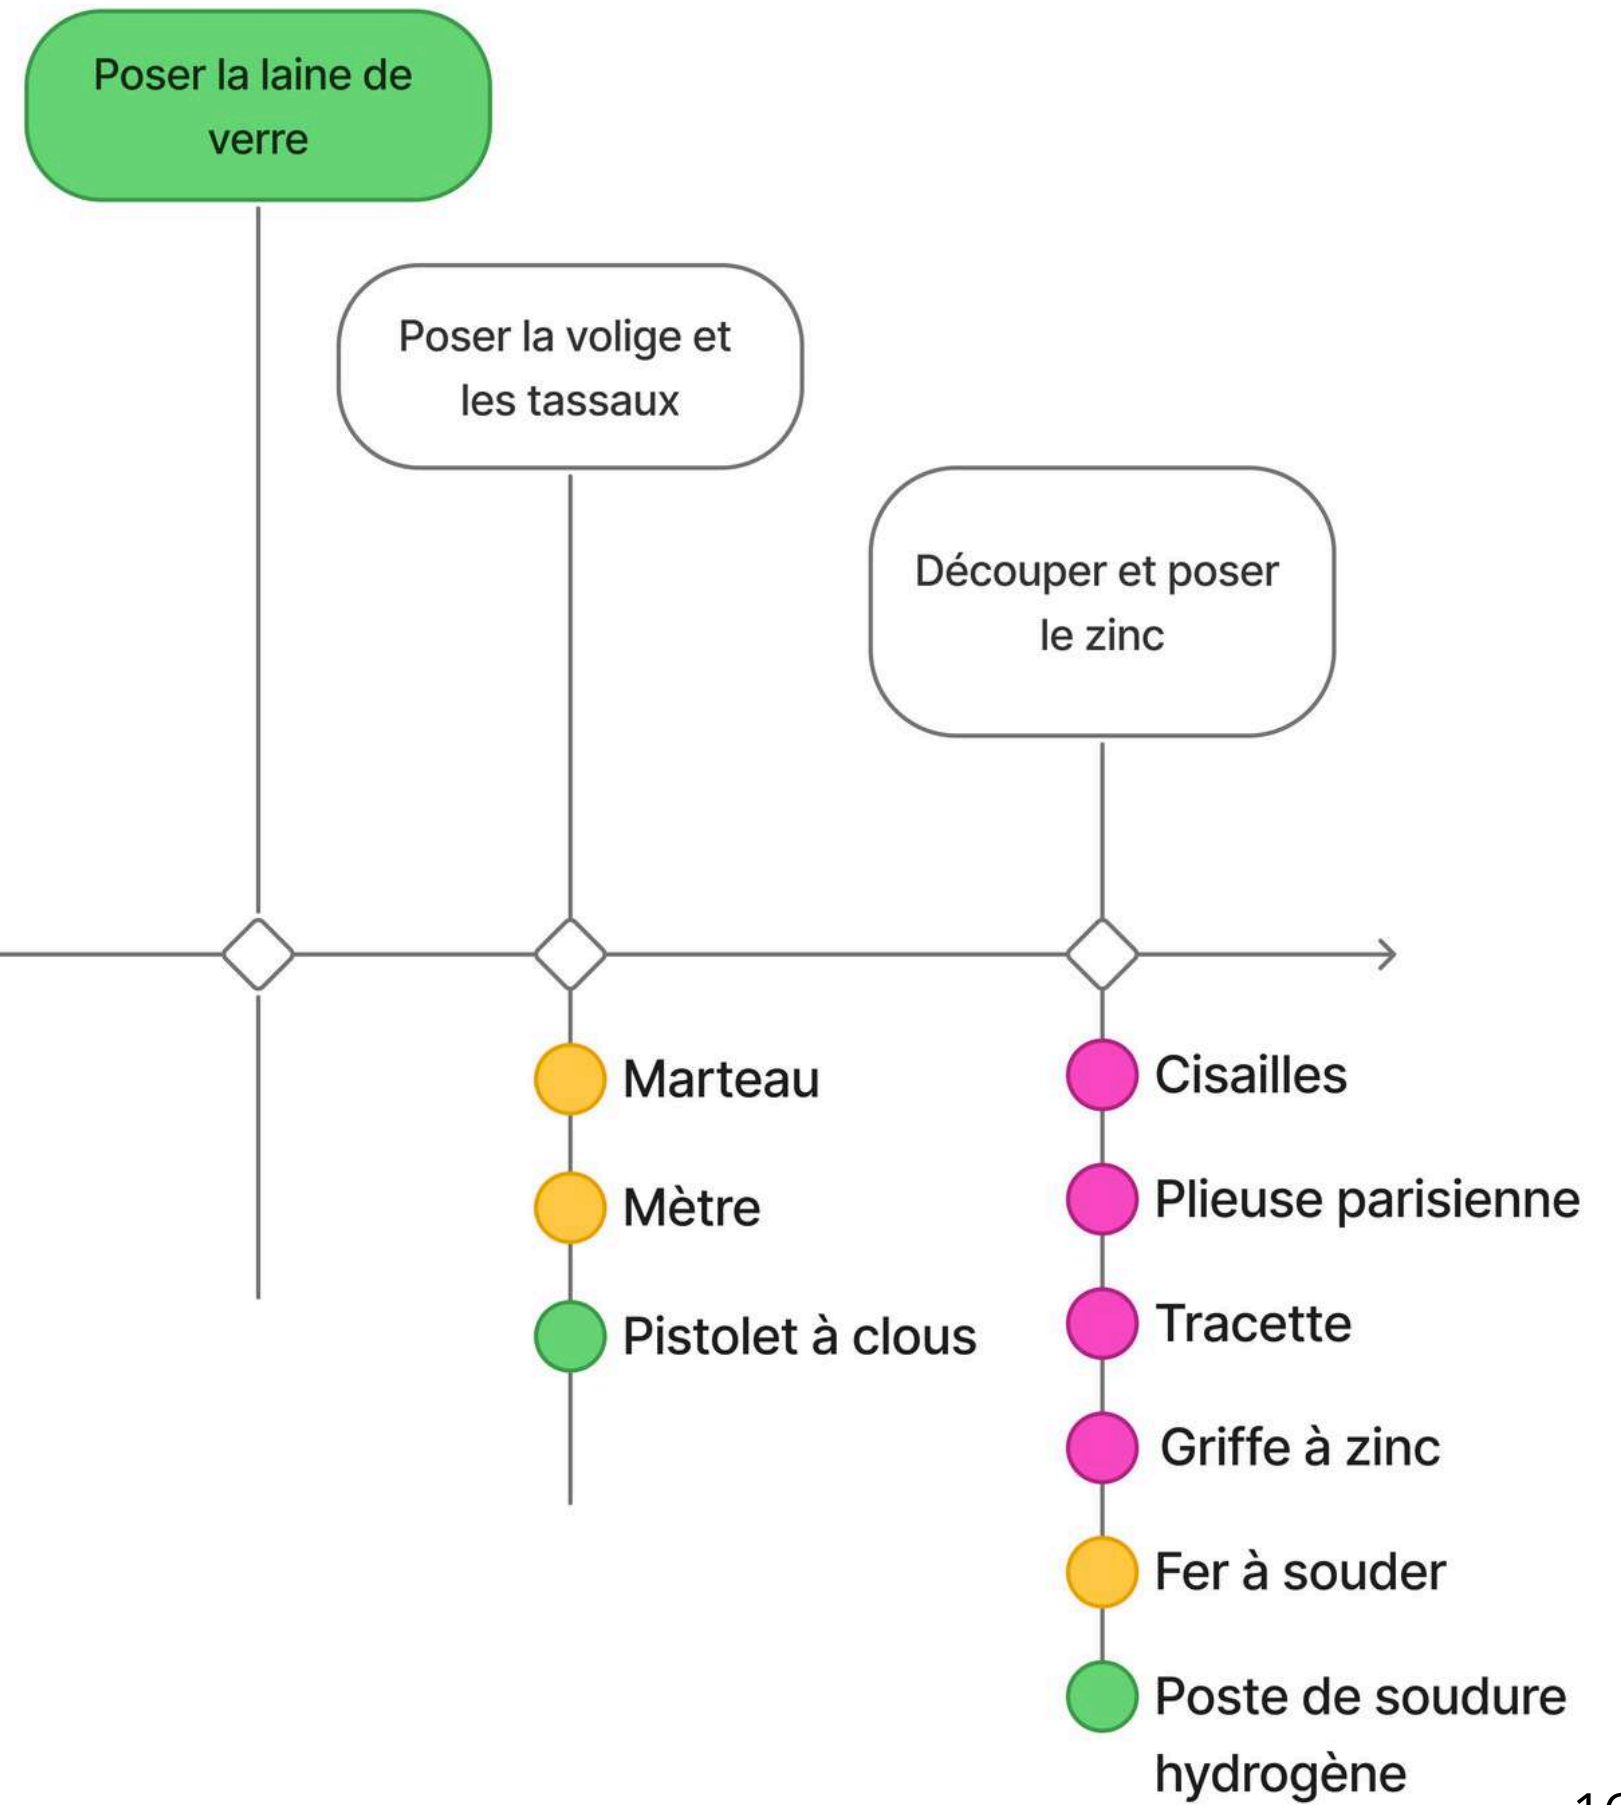 Poser la laine de
verre
Poser la volige et
les tassaux
Découper et poser
le zinc
Marteau
Mètre
Pistolet à clous
Cisailles
Plieuse parisienne
Tracette
Griffe à zinc
Fer à souder
Poste de soudure
hydrogène